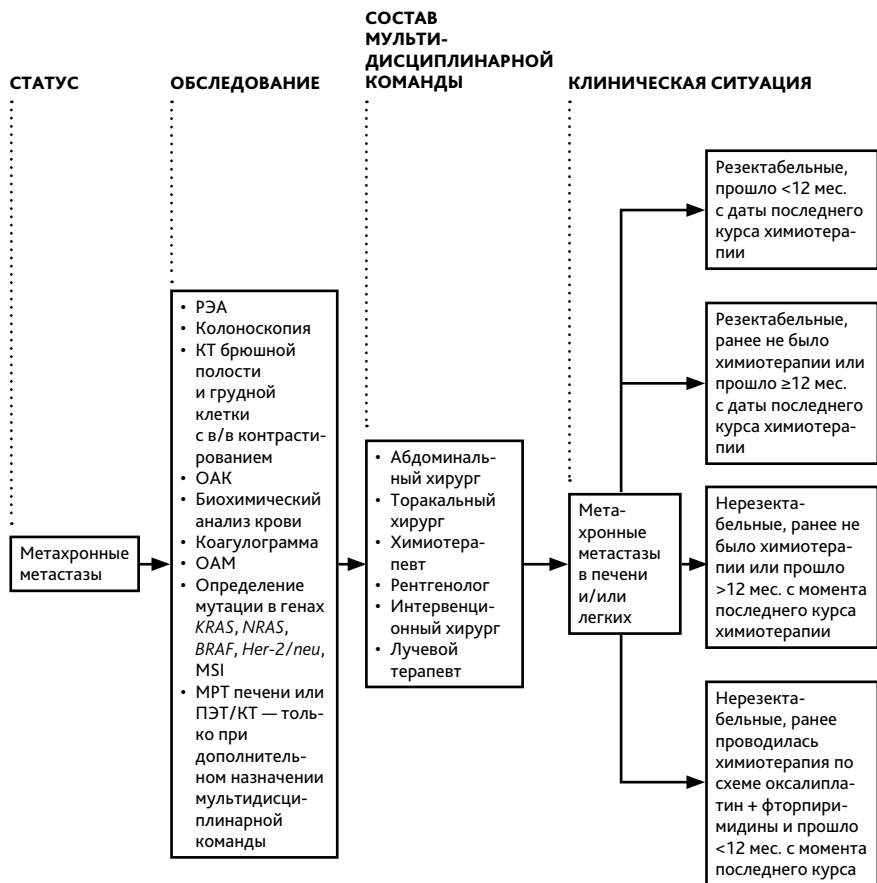 СТАТУС
ОБСЛЕДОВАНИЕ
СОСТАВ
МУЛЬТИ-
ДИСЦИПЛИНАРНОЙ
КОМАНДЫ
КЛИНИЧЕСКАЯ СИТУАЦИЯ
Метахронные
метастазы
• РЭА
• Колоноскопия
• КТ брюшной
полости
и грудной
клетки
с в/в контрасти-
рованием
• ОАК
• Биохимический
анализ крови
• Коагулограмма
• ОАМ
• Определение
мутации в генах
KRAS, NRAS,
BRAF, Her-2/neu,
MSI
• МРТ печени или
ПЭТ/КТ — толь-
ко при
дополнитель-
ном назначении
мультидисци-
плинарной
команды
• Абдоминаль-
ный хирург
• Торакальный
хирург
• Химиотера-
певт
• Рентгенолог
• Интервенци-
онный хирург
• Лучевой
терапевт
Мета-
хронные
метастазы
в печени
и/или
легких
Резектабельные,
прошло <12 мес.
с даты последнего
курса химиотера-
пии
Резектабельные,
ранее не было
химиотерапии или
прошло ≥12 мес.
с даты последнего
курса химиотера-
пии
Нерезекта-
бельные, ранее не
было химиотера-
пии или прошло
>12 мес. с момента
последнего курса
химиотерапии
Нерезекта-
бельные, ранее
проводилась
химиотерапия по
схеме оксалипла-
тин + фторпири-
мидины и прошло
<12 мес. с момента
последнего курса